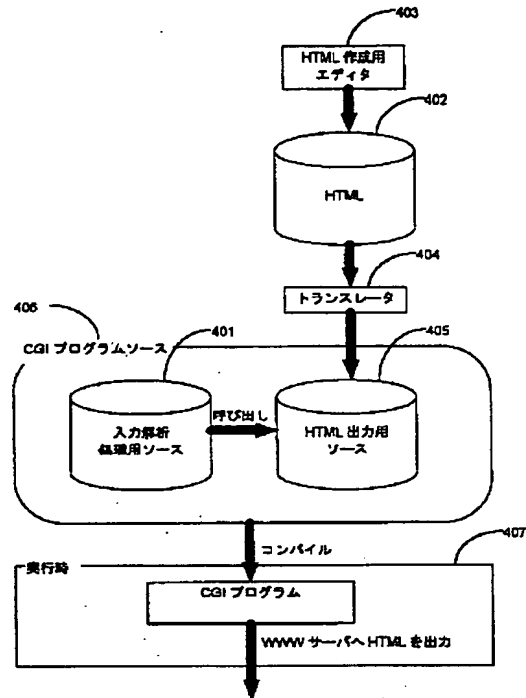 403
HTML 作成用
エディタ
402
HTML
404
トランスレータ
406
CGI プログラムソース
401
405
入力解析
処理用ソース
呼び出し
HTML 出力用
ソース
コンパイル
407
実行時
CGI プログラム
WWW サーバへ HTML を出力